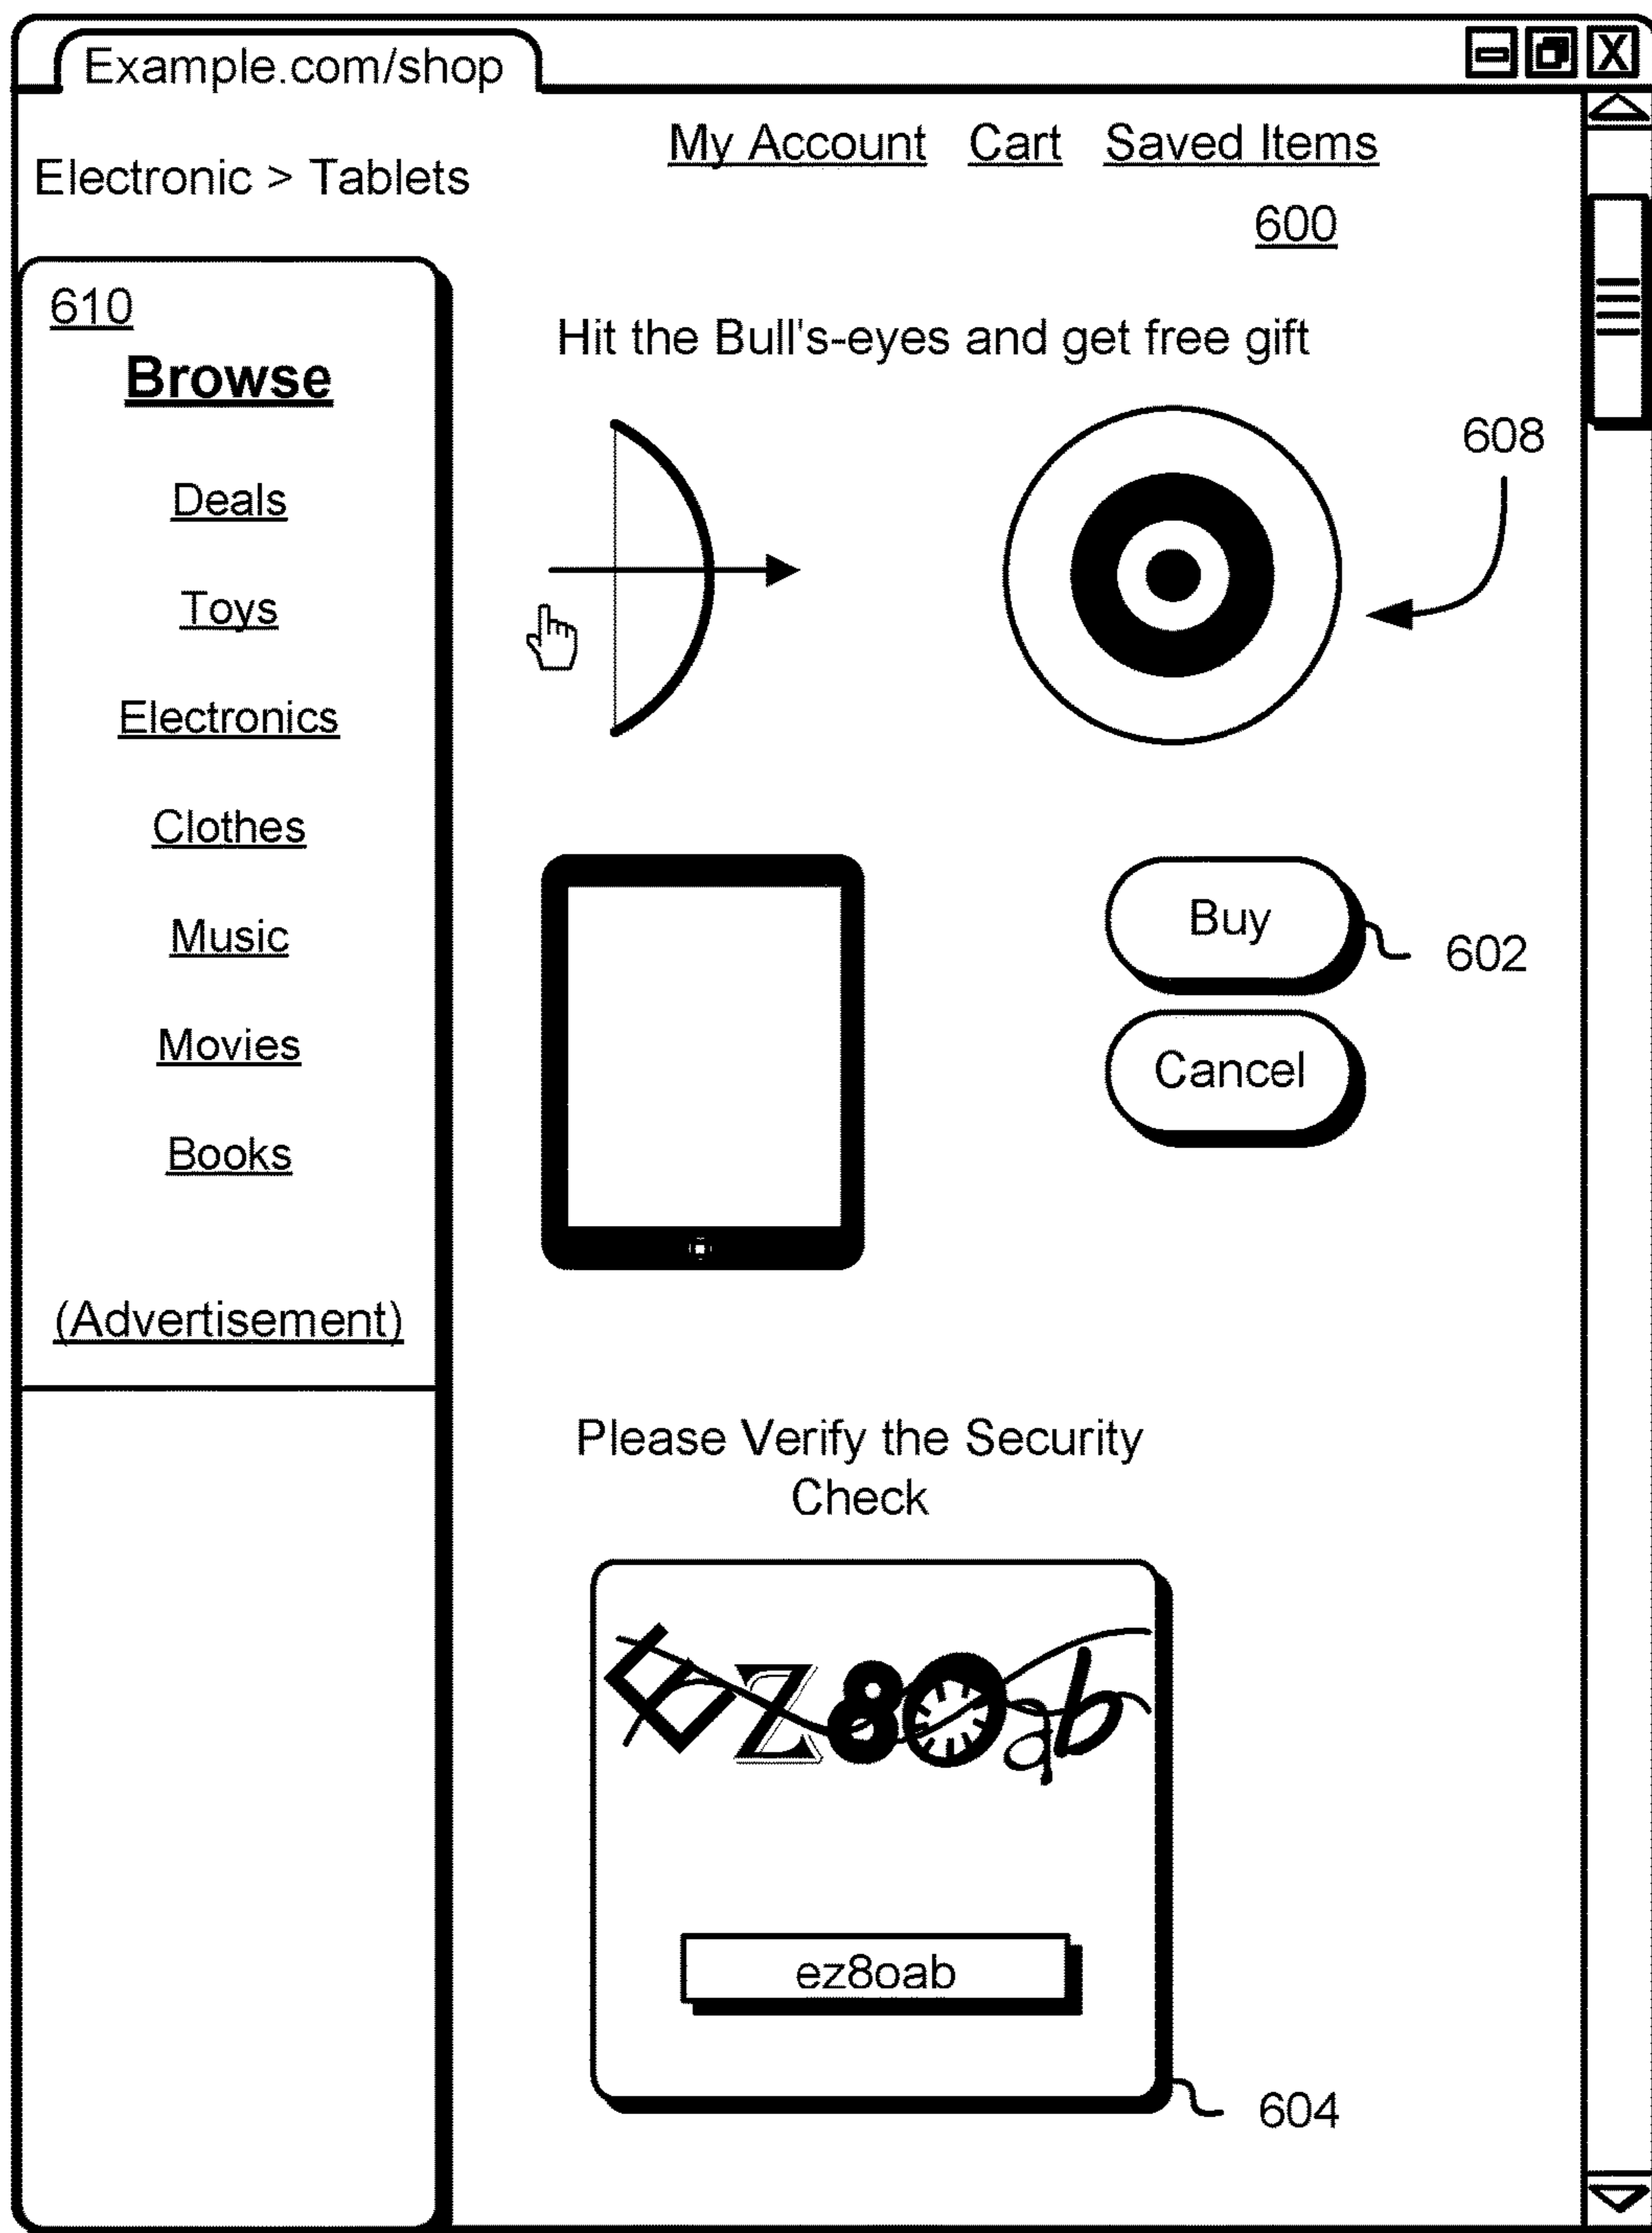 Example.com/shop
X
My Account Cart Saved Items
Electronic > Tablets
600
610
Browse
Deals
Toys
Electronics
Clothes
Music
Movies
Books
(Advertisement)
Hit the Bull's-eyes and get free gift
608
Buy
602
Cancel
Please Verify the Security
Check
Ez8Oab
ez8oab
604